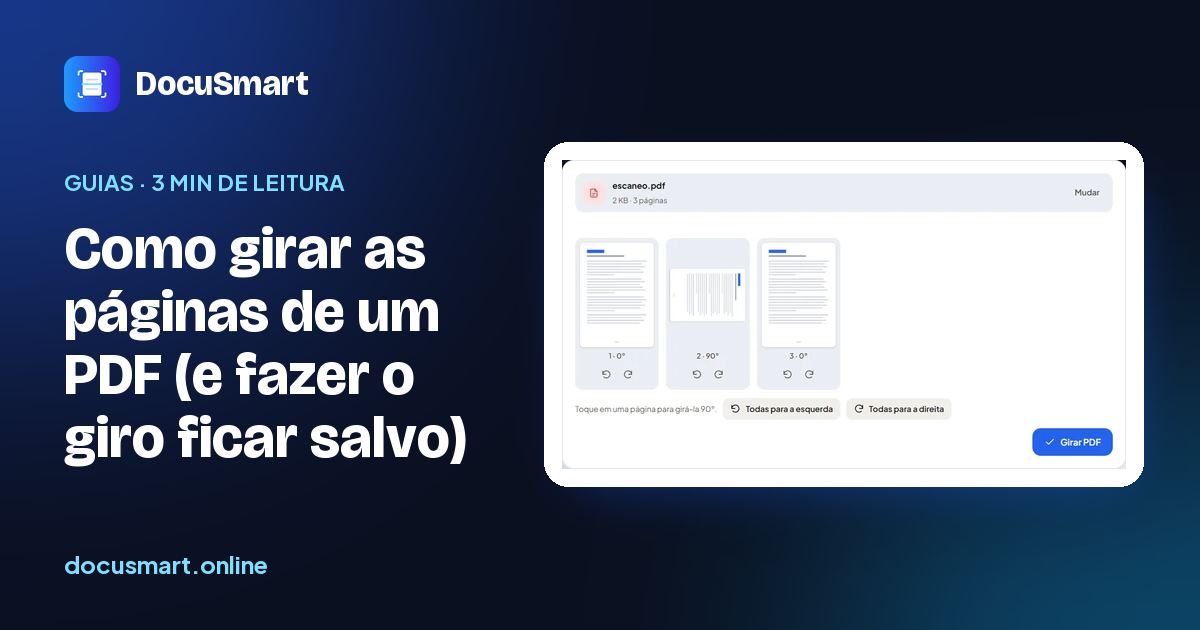 DocuSmart
GUIAS · 3 MIN DE LEITURA
Como girar as
páginas de um
PDF (e fazer o
giro ficar salvo)
docusmart.online
escaneo.pdf
2 KB · 3 páginas
Mudar
1 · 0°
2 · 90°
3 · 0°
Toque em uma página para girá-la 90°.
Todas para a esquerda
Todas para a direita
Girar PDF